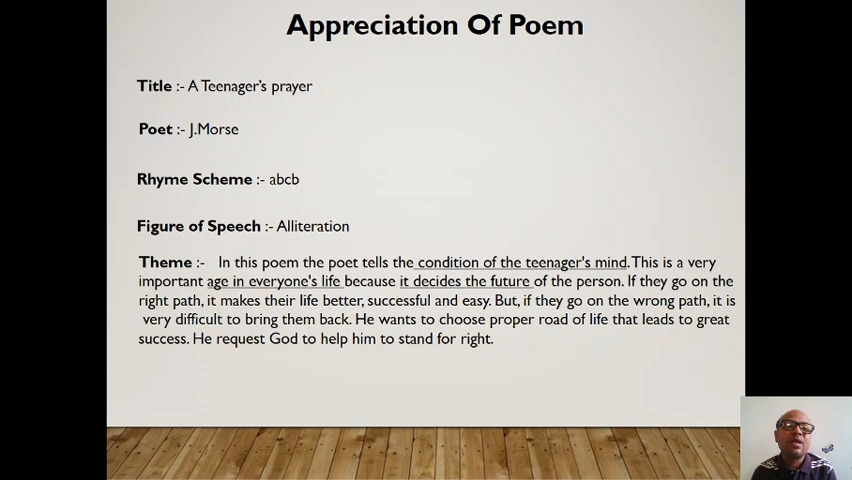 Appreciation Of Poem
Title :- A Teenager's prayer
Poet :- J.Morse
Rhyme Scheme :- abcb
Figure of Speech :- Alliteration
Theme :- In this poem the poet tells the condition of the teenager's mind. This is a very
important age in everyone's life because it decides the future of the person. If they go on the
right path, it makes their life better, successful and easy. But, if they go on the wrong path, it is
very difficult to bring them back. He wants to choose proper road of life that leads to great
success. He request God to help him to stand for right.